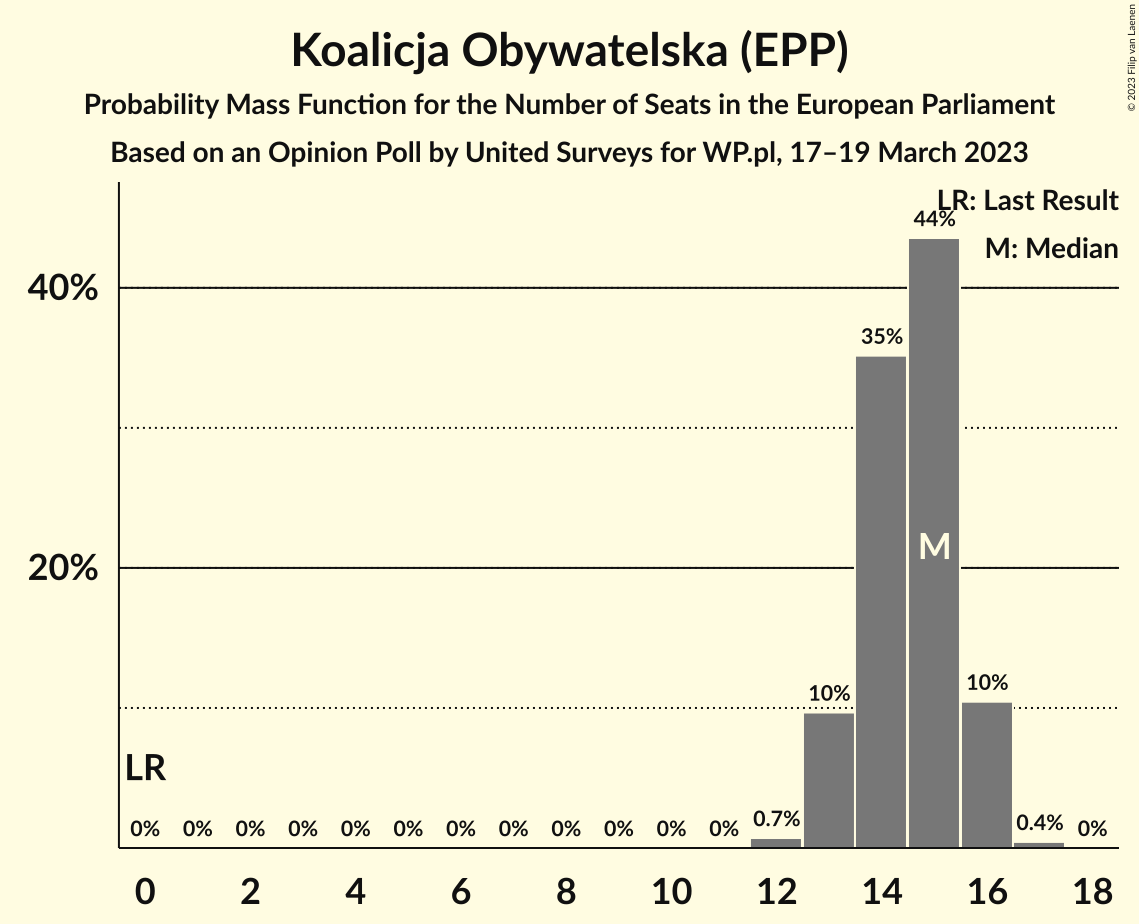 Koalicja Obywatelska (EPP)
Probability Mass Function for the Number of Seats in the European Parliament
Based on an Opinion Poll by United Surveys for WP.pl, 17–19 March 2023
© 2023 Filip van Laenen
LR: Last Result
M: Median
44%
40%
35%
M
20%
10%
10%
LR
0% 0% 0% 0% 0% 0% 0% 0% 0% 0% 0% 0% 0.7% 0.4% 0%
0 2 4 6 8 10 12 14 16 18